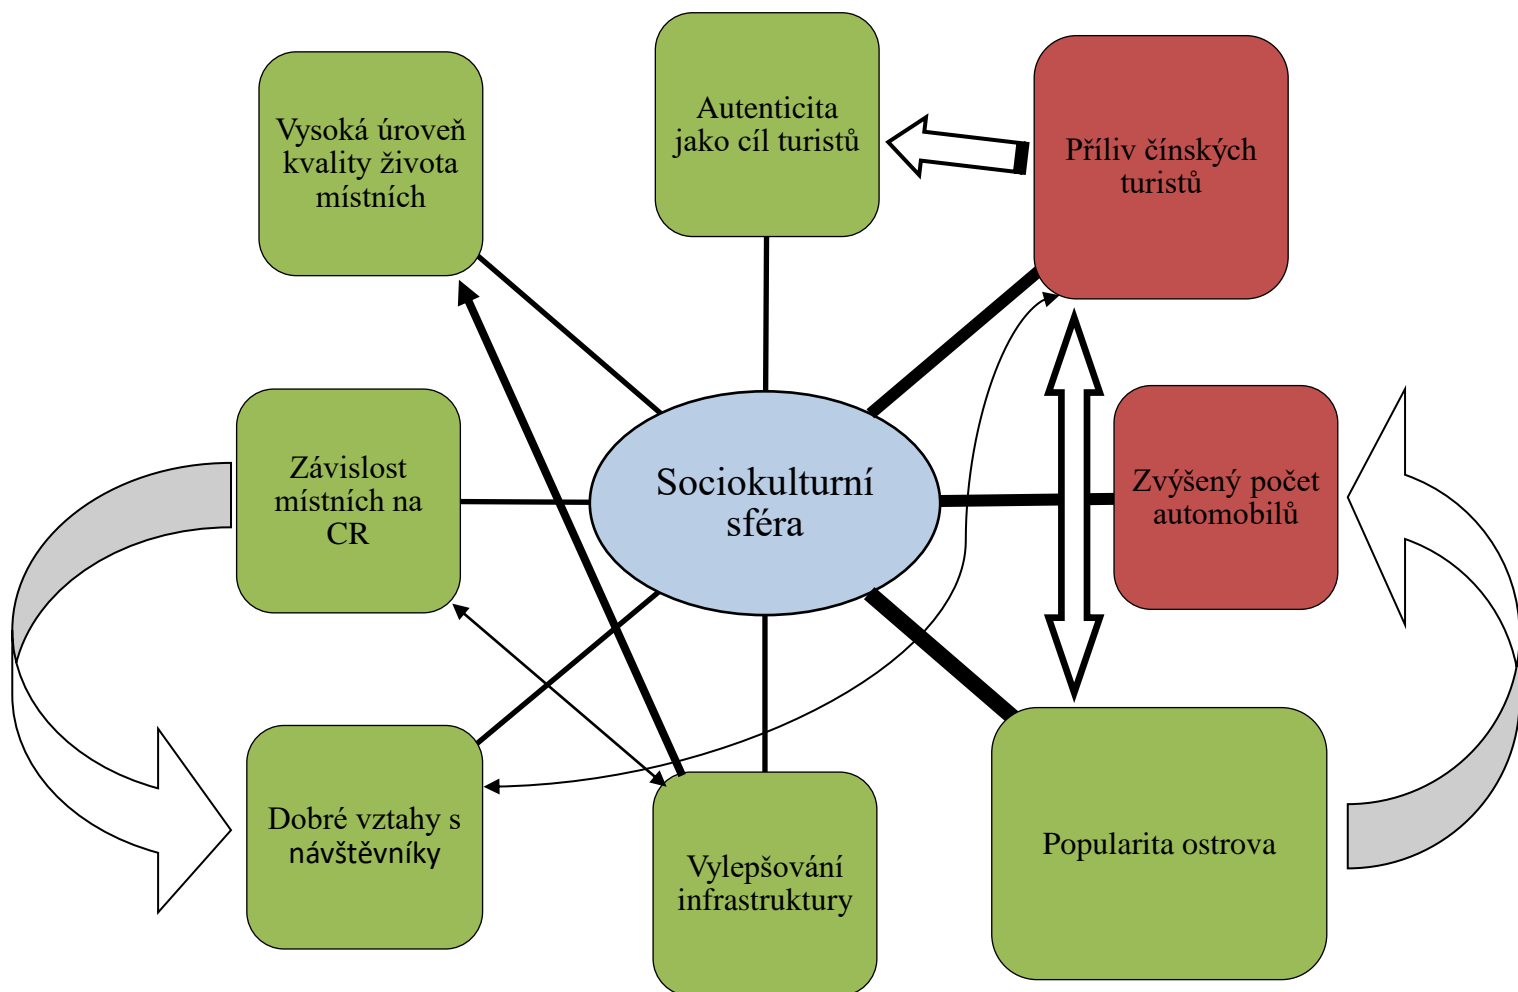 Vysoká úroveň
kvality života
místních
Autenticita
jako cíl turistů
Příliv čínských
turistů
Závislost
místních na
CR
Sociokulturní
sféra
Zvýšený počet
automobilů
Dobré vztahy s
návštěvníky
Vylepšování
infrastruktury
Popularita ostrova